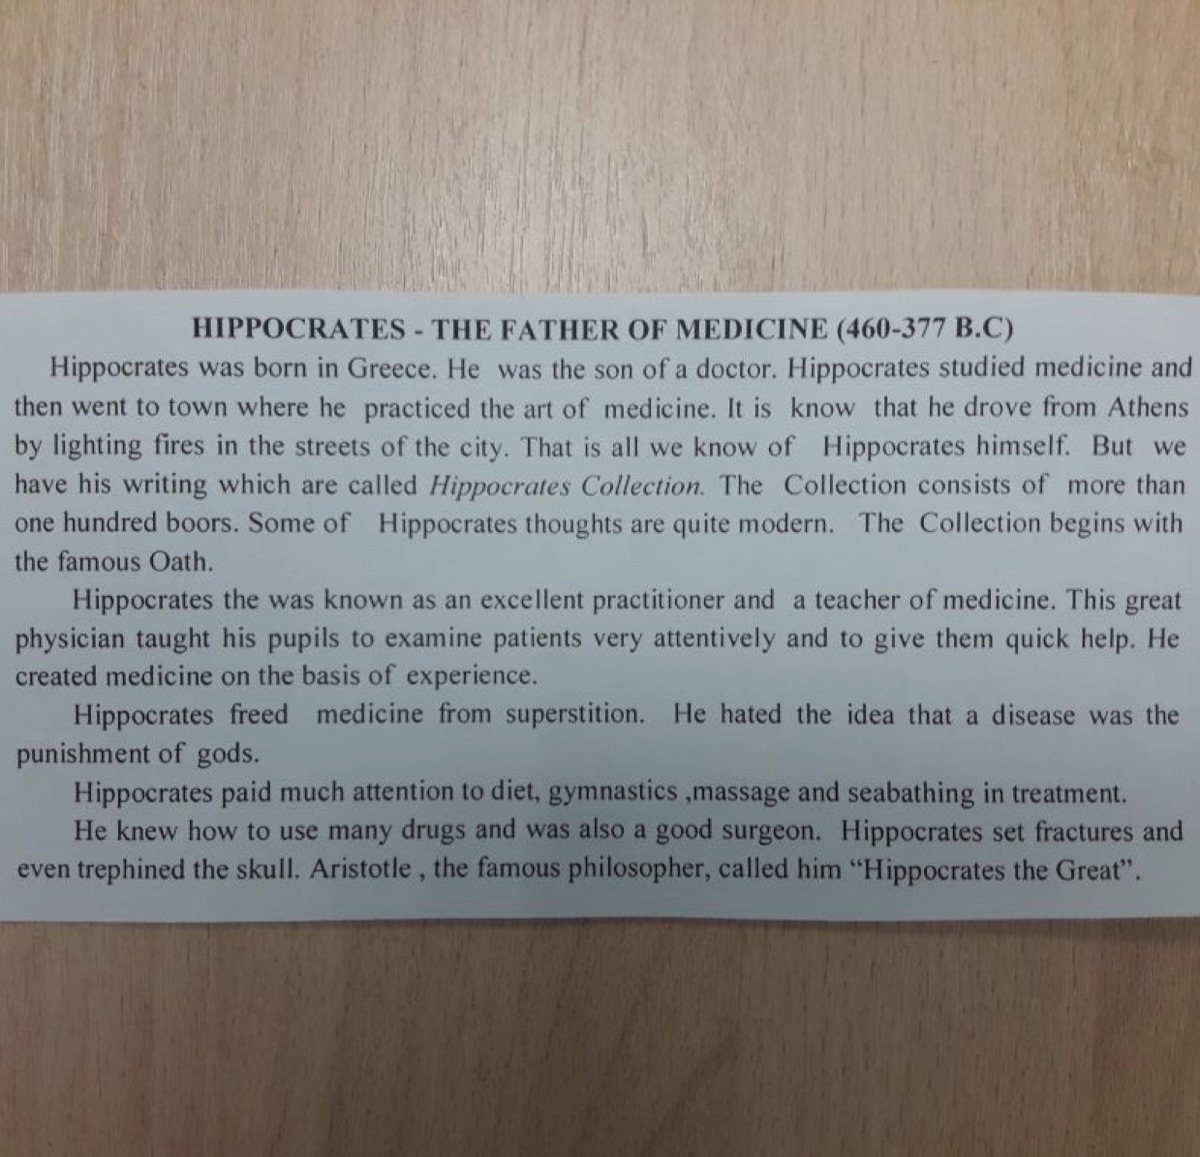 HIPPOCRATES - THE FATHER OF MEDICINE (460-377 B.C)
Hippocrates was born in Greece. He was the son of a doctor. Hippocrates studied medicine and
then went to town where he practiced the art of medicine. It is know that he drove from Athens
by lighting fires in the streets of the city. That is all we know of Hippocrates himself. But we
have his writing which are called Hippocrates Collection. The Collection consists of more than
one hundred boors. Some of Hippocrates thoughts are quite modern. The Collection begins with
the famous Oath.
Hippocrates the was known as an excellent practitioner and a teacher of medicine. This great
physician taught his pupils to examine patients very attentively and to give them quick help. He
created medicine on the basis of experience.
Hippocrates freed medicine from superstition. He hated the idea that a disease was the
punishment of gods.
Hippocrates paid much attention to diet, gymnastics ,massage and seabathing in treatment.
He knew how to use many drugs and was also a good surgeon. Hippocrates set fractures and
even trephined the skull. Aristotle , the famous philosopher, called him “Hippocrates the Great”.